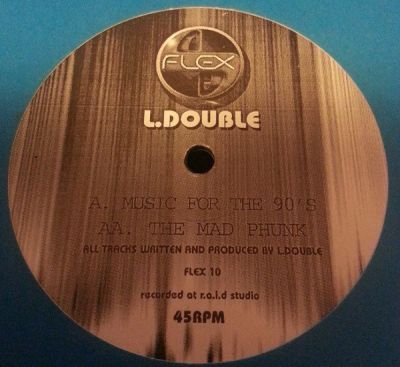 FLEX
L.DOUBLE
A. MUSIC FOR THE 90'S
AA. THE MAD PHUNK
ALL TRACKS WRITTEN AND PRODUCED BY L.DOUBLE
FLEX 10
recorded at r.a.l.d studio
45RPM